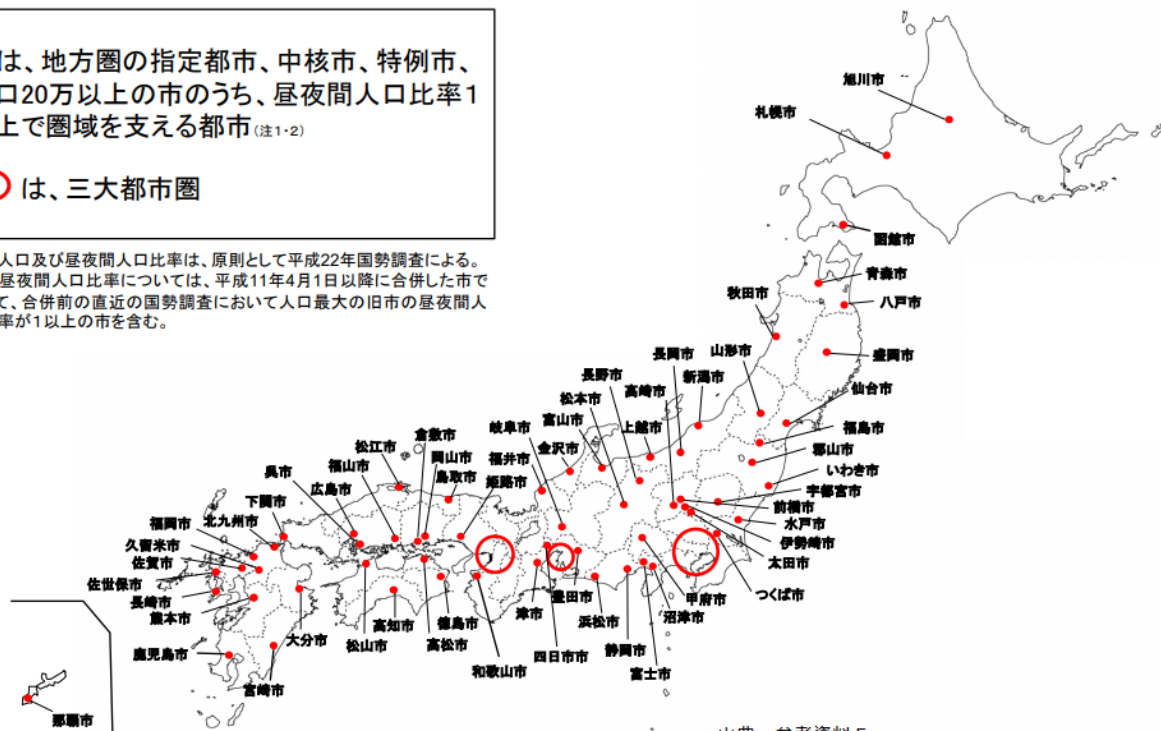 は、地方圏の指定都市、中核市、特例市、
口20万以上の市のうち、昼夜間人口比率1
上で圏域を支える都市(注1・2)
は、三大都市圏
人口及び昼夜間人口比率は、原則として平成22年国勢調査による。
昼夜間人口比率については、平成11年4月1日以降に合併した市で
て、合併前の直近の国勢調査において人口最大の旧市の昼夜間人
率が1以上の市を含む。
旭川市
札幌市
函館市
青森市
八戸市
秋田市
盛岡市
長岡市
山形市
新潟市
仙台市
長野市
高崎市
松本市
富山市
上越市
福島市
岐阜市
金沢市
郡山市
福井市
いわき市
倉敷市
松江市
岡山市
鳥取市
姫路市
福山市
呉市
広島市
下関市
宇都宮市
前橋市
水戸市
伊勢崎市
太田市
つくば市
福岡市
北九州市
久留米市
佐賀市
佐世保市
長崎市
熊本市
大分市
鹿児島市
宮崎市
松山市
高知市
高松市
徳島市
和歌山市
津市
四日市市
豊田市
浜松市
静岡市
富士市
沼津市
甲府市
那覇市